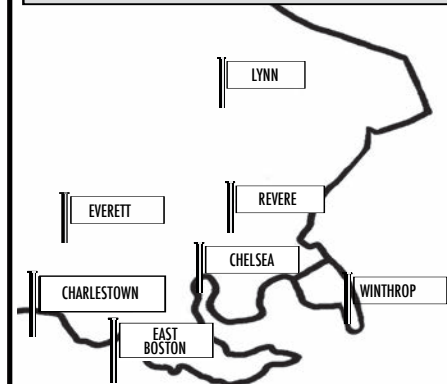 LYNN
REVERE
EVERETT
CHELSEA
CHARLESTOWN
WINTHROP
EAST
BOSTON